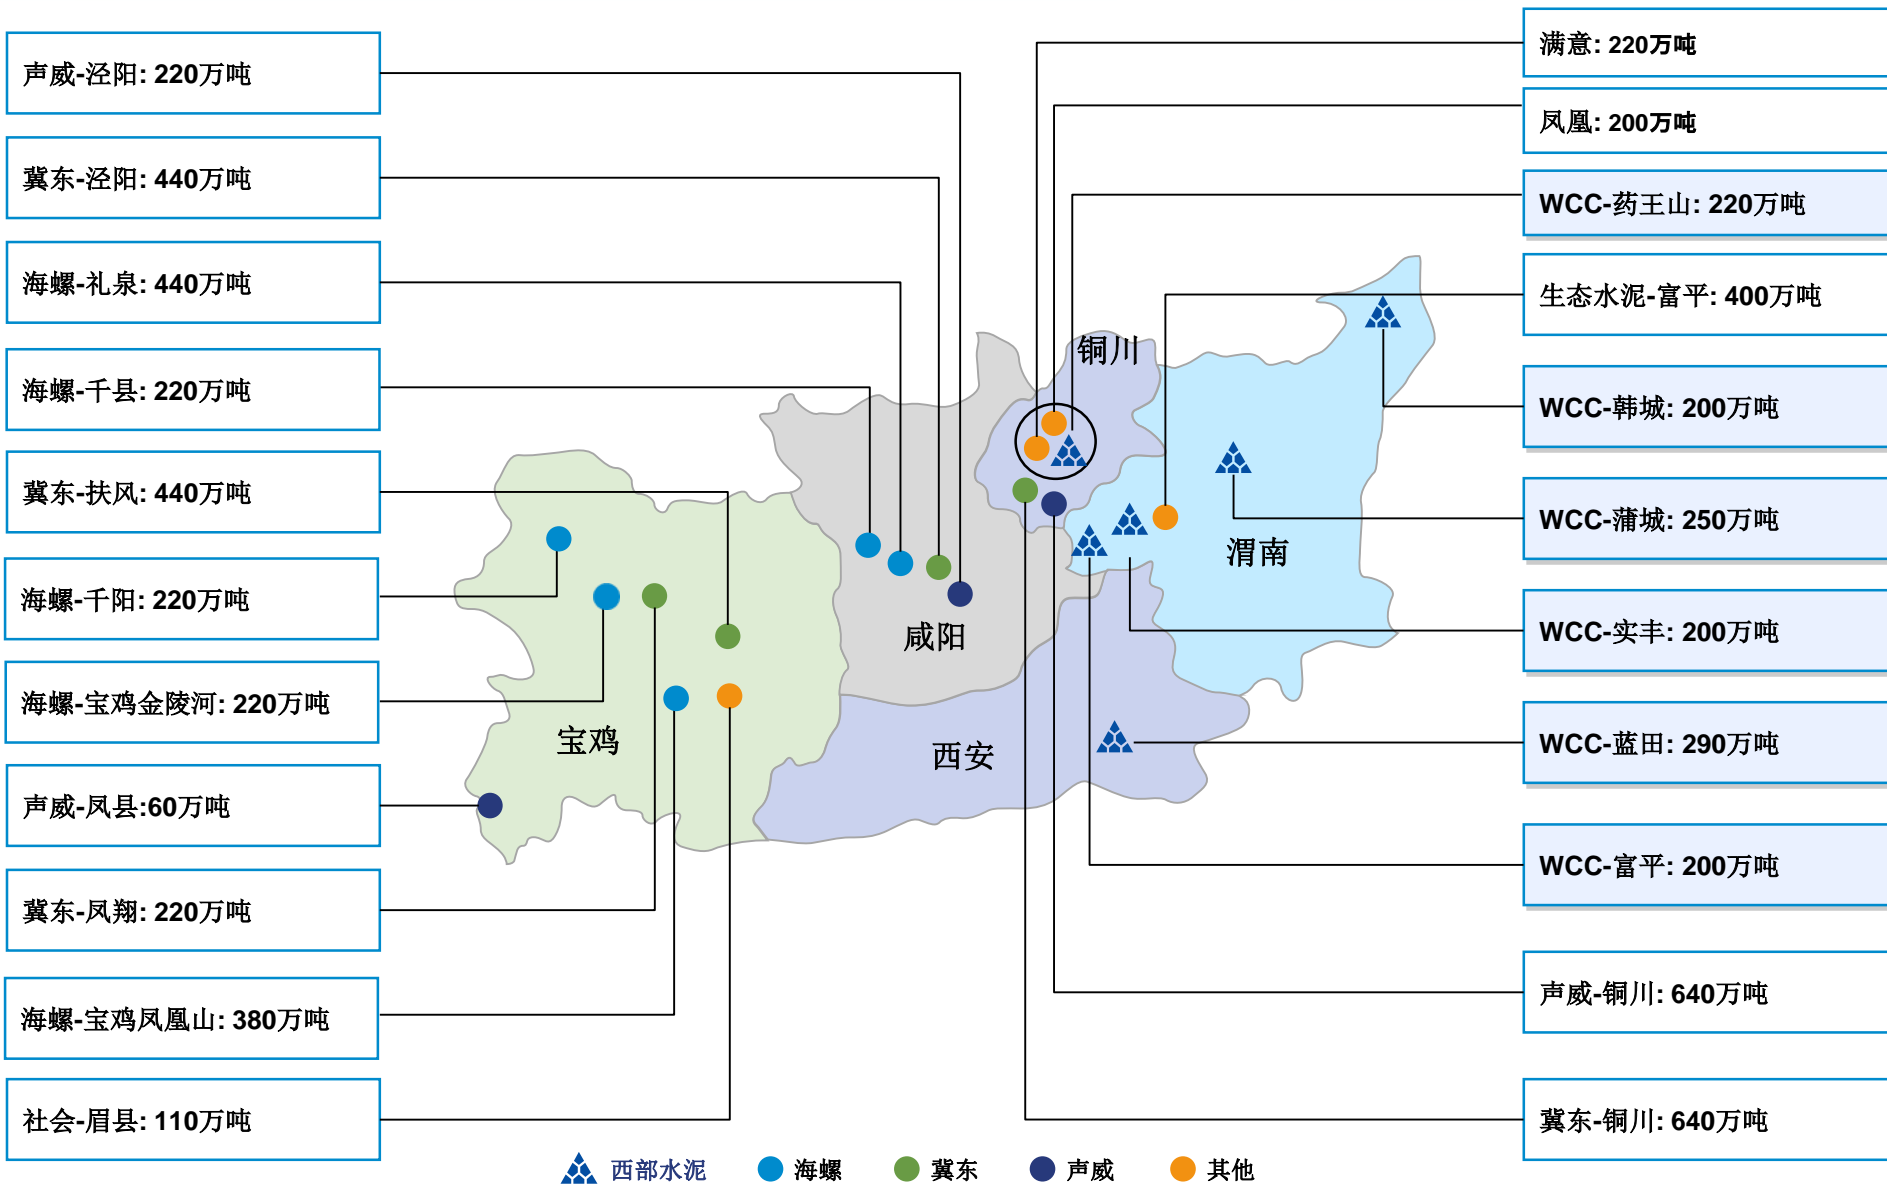 声威-泾阳: 220万吨
冀东-泾阳: 440万吨
海螺-礼泉: 440万吨
海螺-千县: 220万吨
冀东-扶风: 440万吨
海螺-千阳: 220万吨
海螺-宝鸡金陵河: 220万吨
声威-凤县:60万吨
冀东-凤翔: 220万吨
海螺-宝鸡凤凰山: 380万吨
社会-眉县: 110万吨
铜川
渭南
咸阳
宝鸡
西安
满意: 220万吨
凤凰: 200万吨
WCC-药王山: 220万吨
生态水泥-富平: 400万吨
WCC-韩城: 200万吨
WCC-蒲城: 250万吨
WCC-实丰: 200万吨
WCC-蓝田: 290万吨
WCC-富平: 200万吨
声威-铜川: 640万吨
冀东-铜川: 640万吨
西部水泥 海螺 冀东 声威 其他